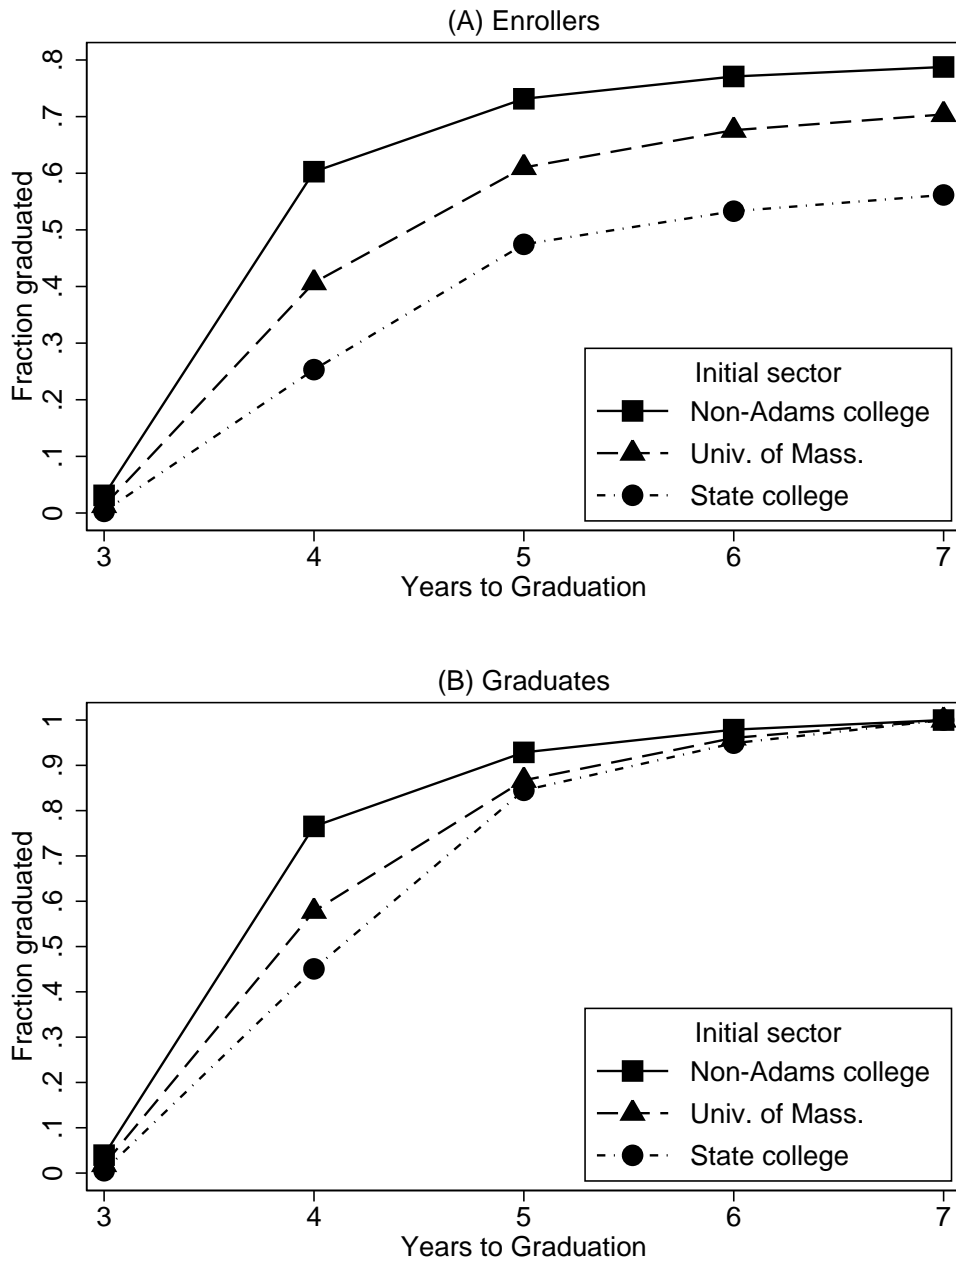 (A) Enrollers
Fraction graduated
.8
.7
.6
.5
.4
.3
.2
.1
0
Initial sector
Non-Adams college
Univ. of Mass.
State college
3 4 5 6 7
Years to Graduation
(B) Graduates
Fraction graduated
1
.9
.8
.7
.6
.5
.4
.3
.2
.1
0
Initial sector
Non-Adams college
Univ. of Mass.
State college
3 4 5 6 7
Years to Graduation